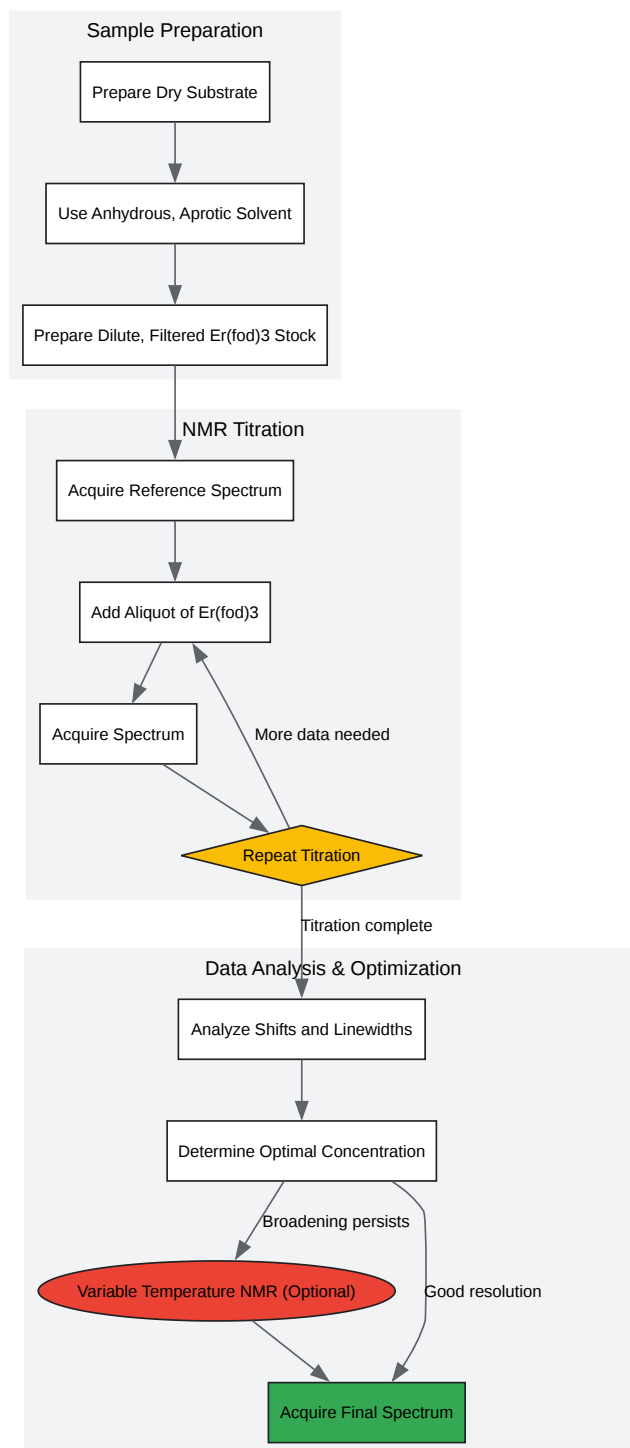 Sample Preparation
Prepare Dry Substrate
Use Anhydrous, Aprotic Solvent
Prepare Dilute, Filtered Er(fod)3 Stock
NMR Titration
Acquire Reference Spectrum
Add Aliquot of Er(fod)3
Acquire Spectrum
More data needed
Repeat Titration
Titration complete
Data Analysis & Optimization
Analyze Shifts and Linewidths
Determine Optimal Concentration
Broadening persists
Variable Temperature NMR (Optional)
Good resolution
Acquire Final Spectrum